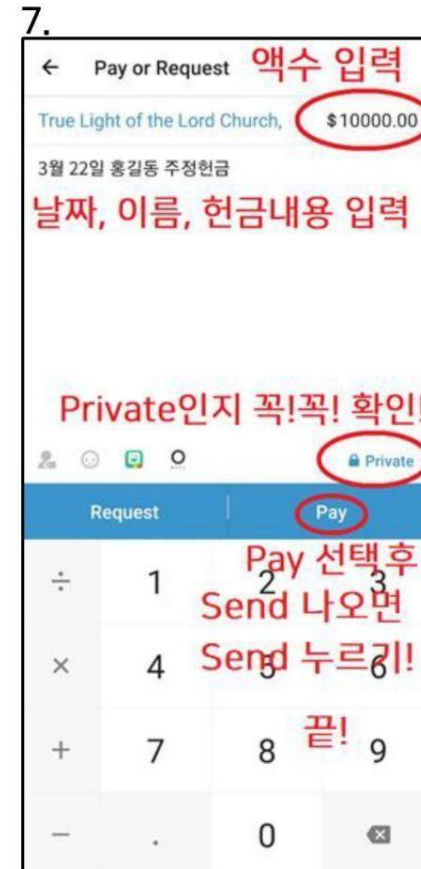 7.
← Pay or Request 액수 입력
True Light of the Lord Church, $10000.00
3월 22일 홍길동 주정헌금
날짜, 이름, 헌금내용 입력
Private인지 꼭!꼭! 확인!
Private
Request Pay
Pay 선택후
Send 나오면
Send 누르기!
끝!
÷ 1 2 3
× 4 5 6
+ 7 8 9
− . 0